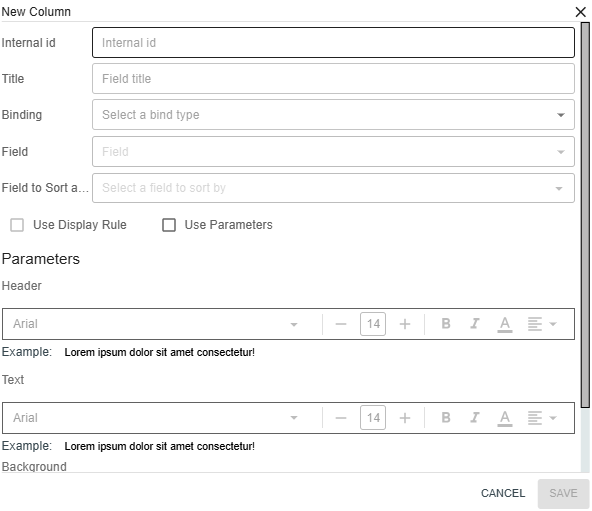 New Column
Internal id Internal id
Title Field title
Binding Select a bind type
Field Field
Field to Sort a... Select a field to sort by
Use Display Rule Use Parameters
Parameters
Header
Arial 14 B I A
Example: Lorem ipsum dolor sit amet consectetur!
Text
Arial 14 B I A
Example: Lorem ipsum dolor sit amet consectetur!
Background
CANCEL SAVE